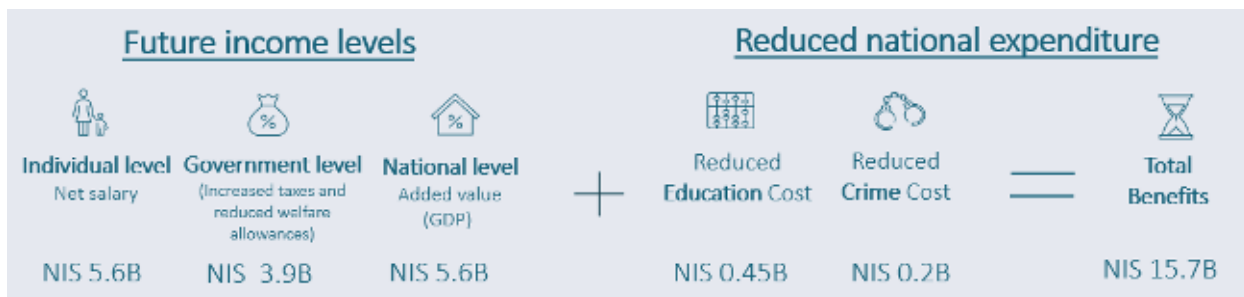 Future income levels
Reduced national expenditure
%
%
Individual level
Net salary
Government level
(Increased taxes and
reduced welfare
allowances)
National level
Added value
(GDP)
+
Reduced
Education Cost
Reduced
Crime Cost
=
Total
Benefits
NIS 5.6B
NIS 3.9B
NIS 5.6B
NIS 0.45B
NIS 0.2B
NIS 15.7B